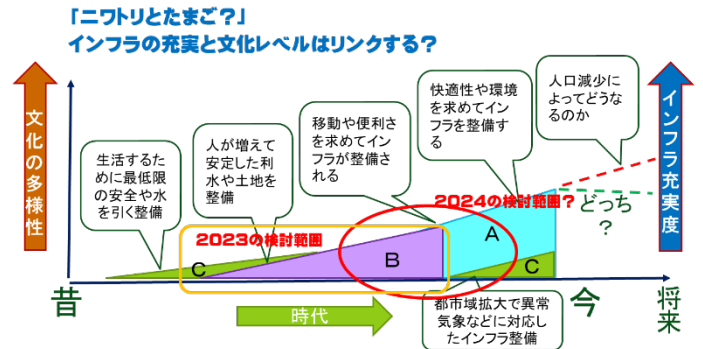 「ニワトリとたまご？」
インフラの充実と文化レベルはリンクする？
文化の多様性
インフラ充実度
生活するた
めに最低限
の安全や水
を引く整備
人が増えて
安定した利
水や土地を
整備
移動や便利さ
を求めてイン
フラが整備さ
れる
快適性や環境
を求めてイン
フラを整備す
る
人口減少に
よってどうな
るのか
2023の検討範囲
2024の検討範囲？
どっち
？
C
B
A
C
昔
今
将来
時代
都市域拡大で異常
気象などに対応し
たインフラ整備